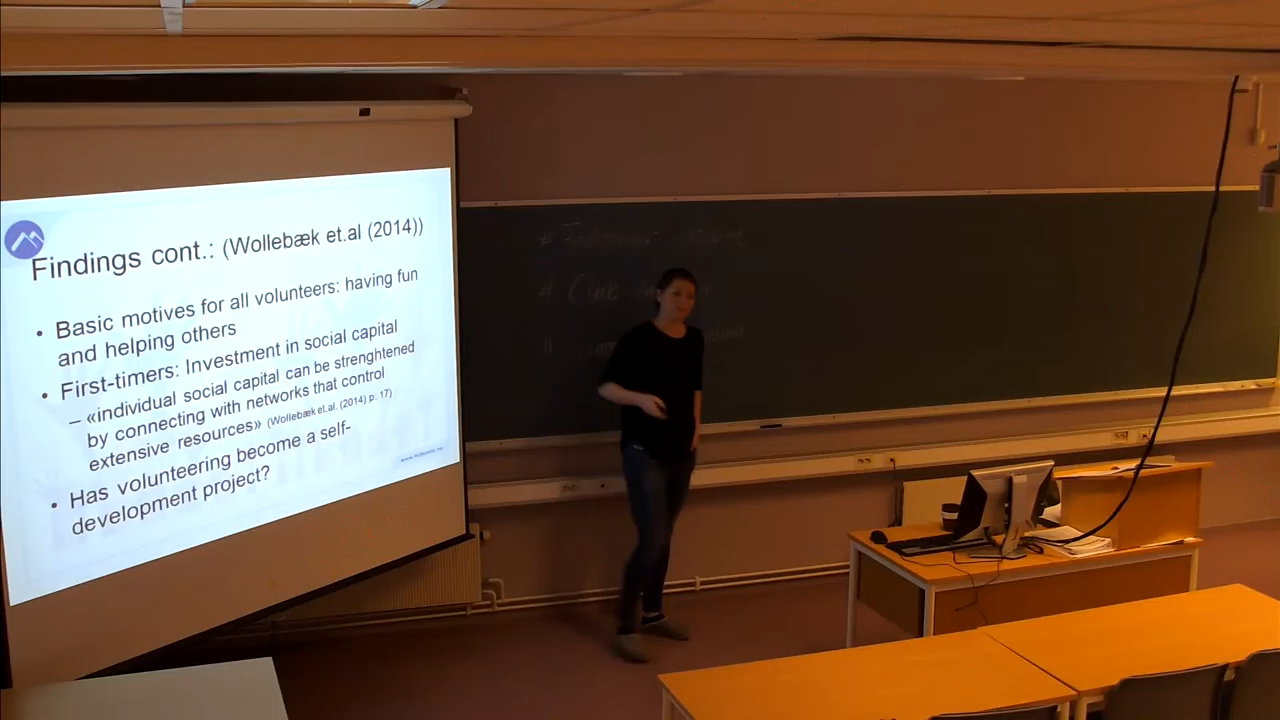 Findings cont.: (Wollebæk et.al (2014))
• Basic motives for all volunteers: having fun
and helping others
• First-timers: Investment in social capital
– «individual social capital can be strenghtened
by connecting with networks that control
extensive resources» (Wollebæk et.al. (2014) p. 17)
• Has volunteering become a self-
development project?